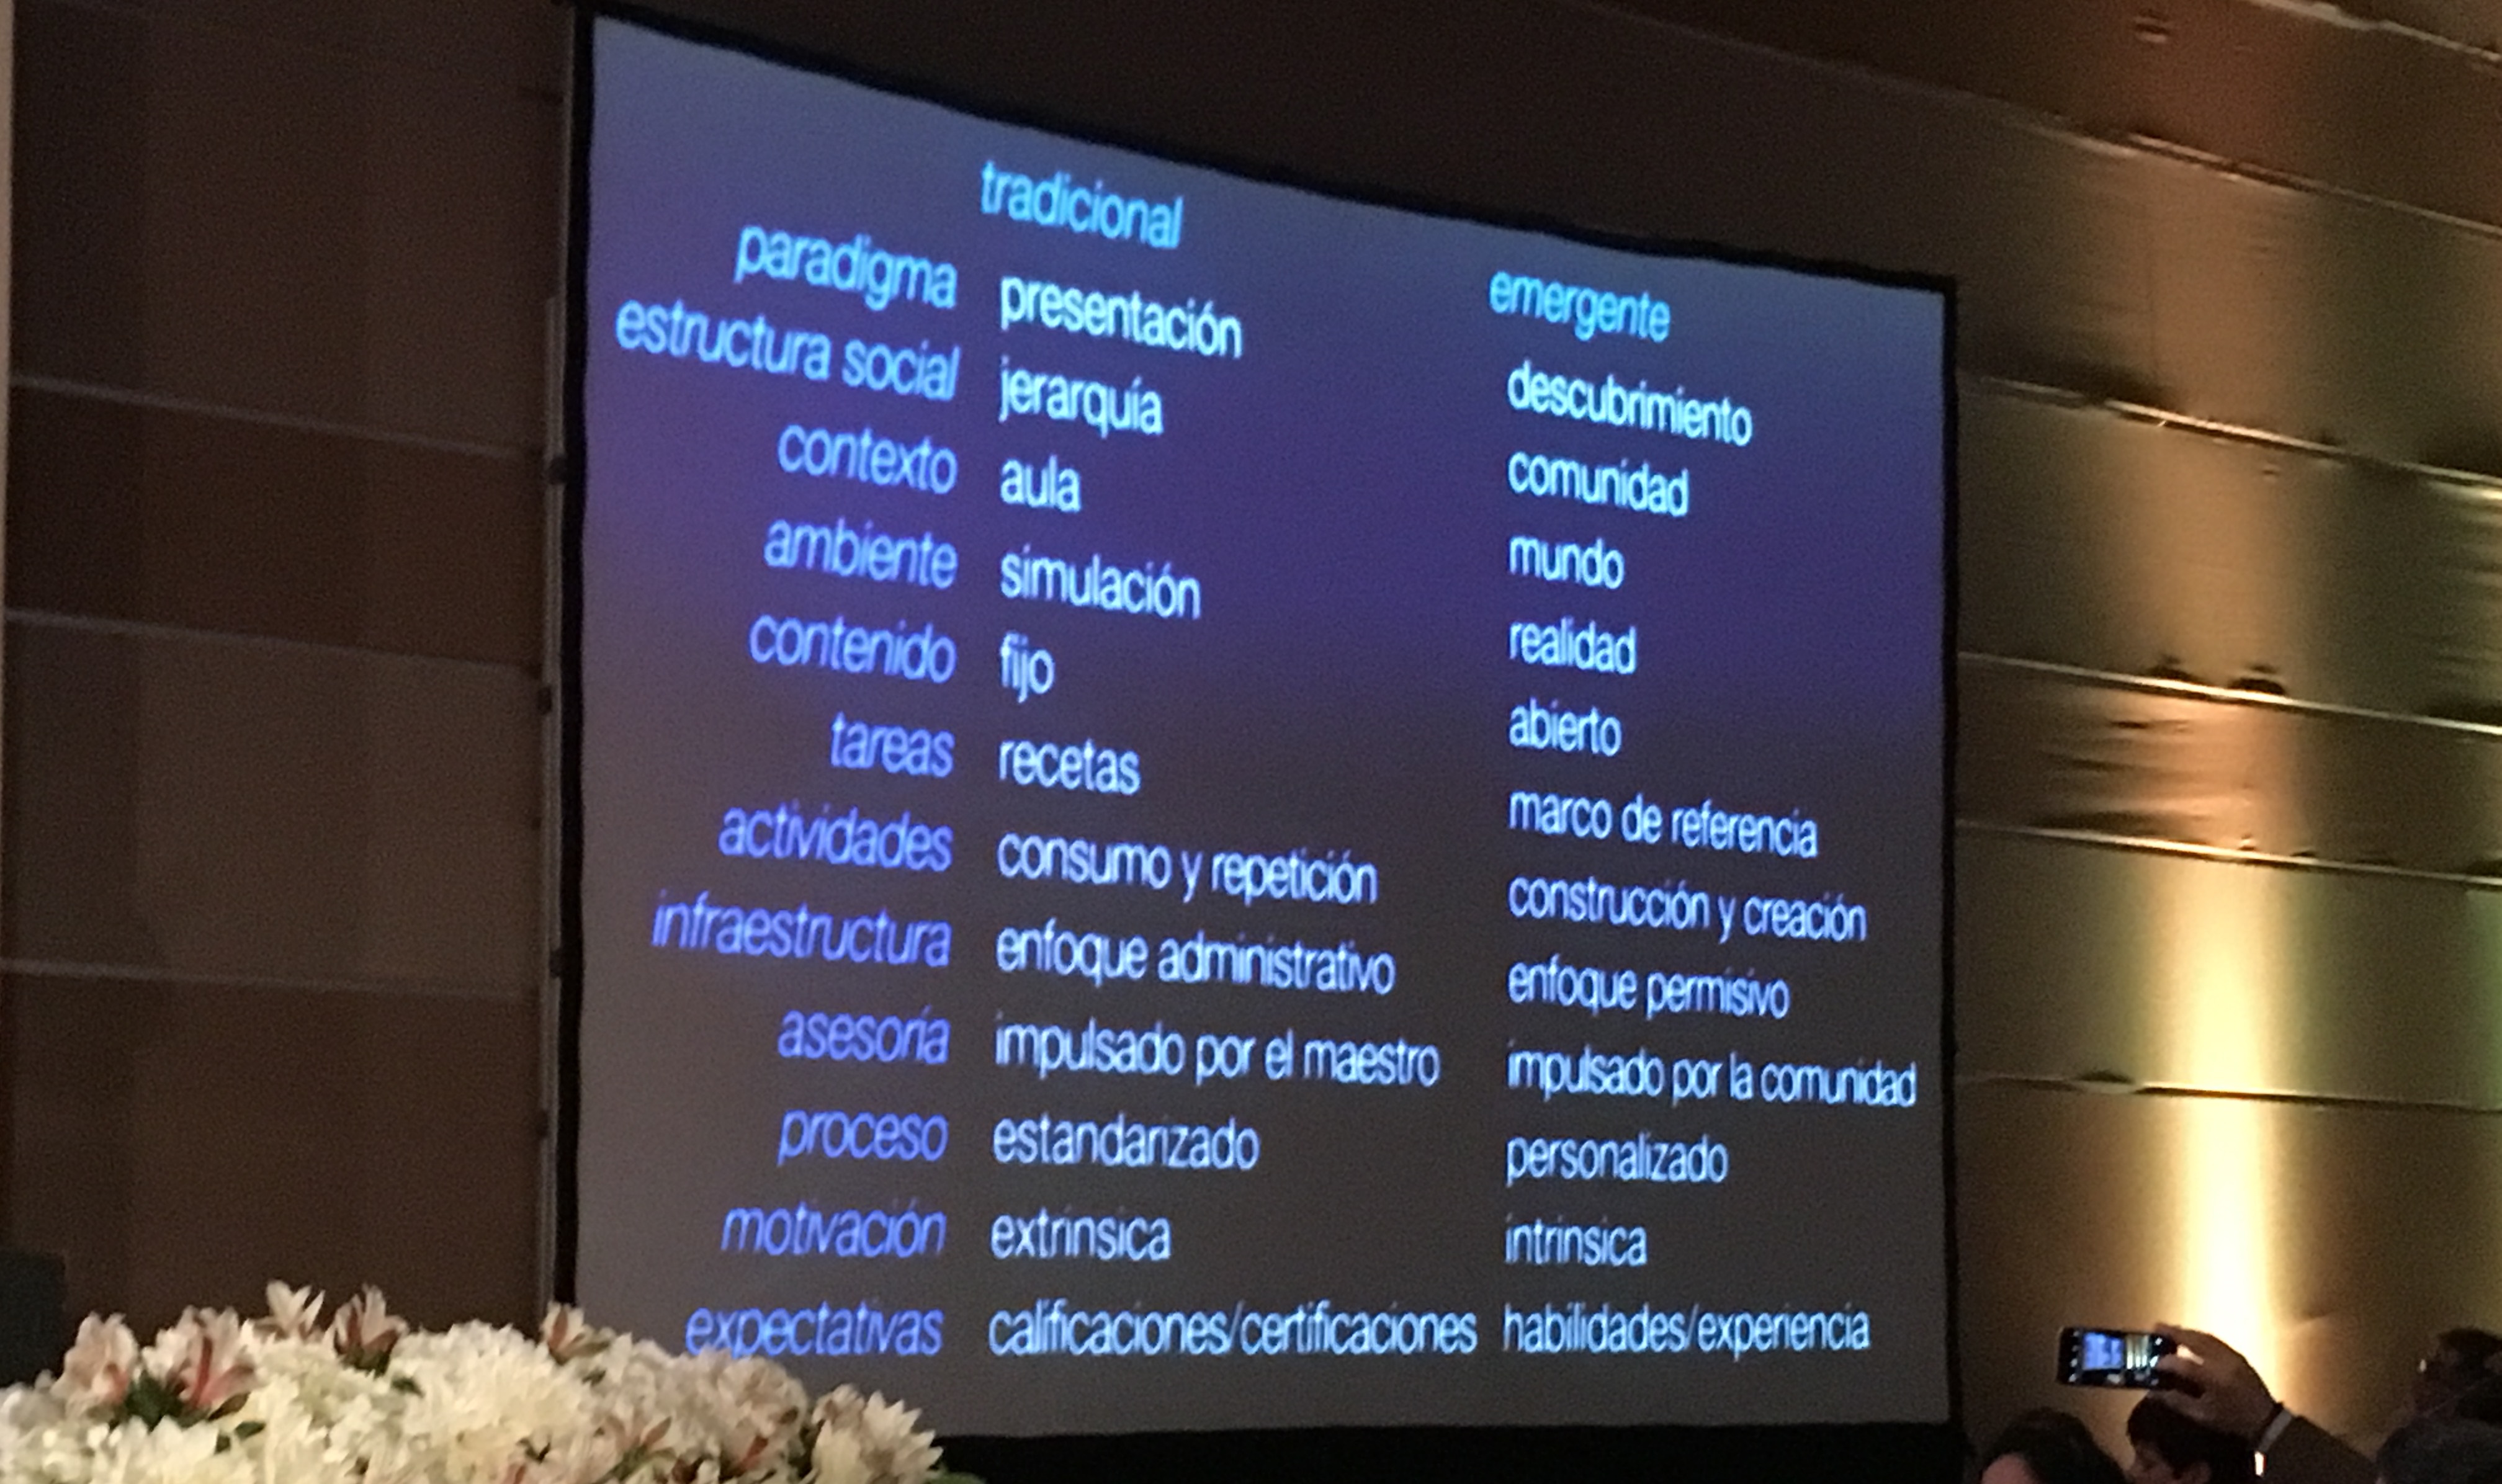 tradicional emergente
paradigma presentación descubrimiento
estructura social jerarquía comunidad
contexto aula mundo
ambiente simulación realidad
contenido fijo abierto
tareas recetas marco de referencia
actividades consumo y repetición construcción y creación
infraestructura enfoque administrativo enfoque permisivo
asesoría impulsado por el maestro impulsado por la comunidad
proceso estandarizado personalizado
motivación extrínsica intrínsica
expectativas calificaciones/certificaciones habilidades/experiencia